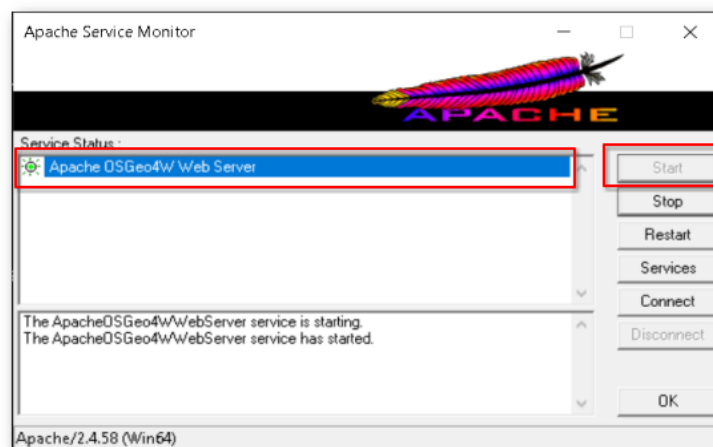 Apache Service Monitor
APACHE
Service Status :
Apache OSGeo4W Web Server
Start
Stop
Restart
Services
Connect
Disconnect
OK
The ApacheOSGeo4WWebServer service is starting.
The ApacheOSGeo4WWebServer service has started.
Apache/2.4.58 (Win64)